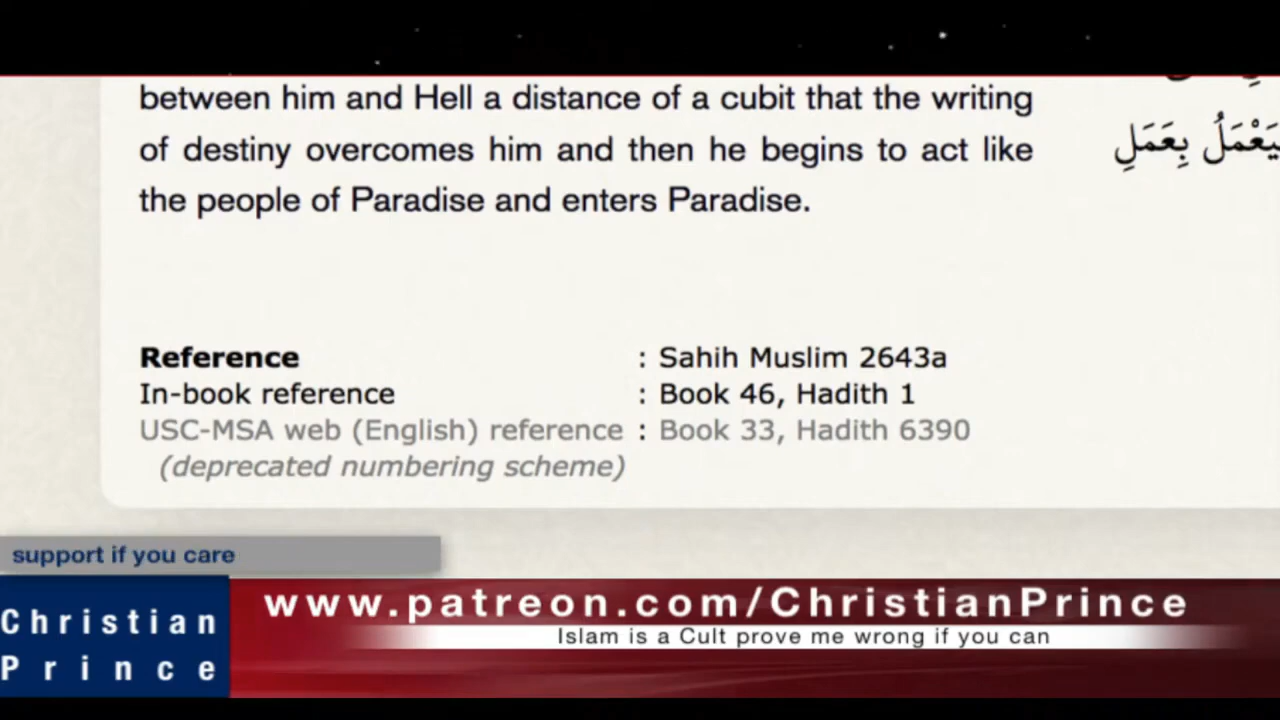 between him and Hell a distance of a cubit that the writing
of destiny overcomes him and then he begins to act like
the people of Paradise and enters Paradise.
بِعَمَلِ
Reference : Sahih Muslim 2643a
In-book reference : Book 46, Hadith 1
USC-MSA web (English) reference : Book 33, Hadith 6390
(deprecated numbering scheme)
support if you care
Christian
Prince
www.patreon.com/ChristianPrince
Islam is a Cult prove me wrong if you can